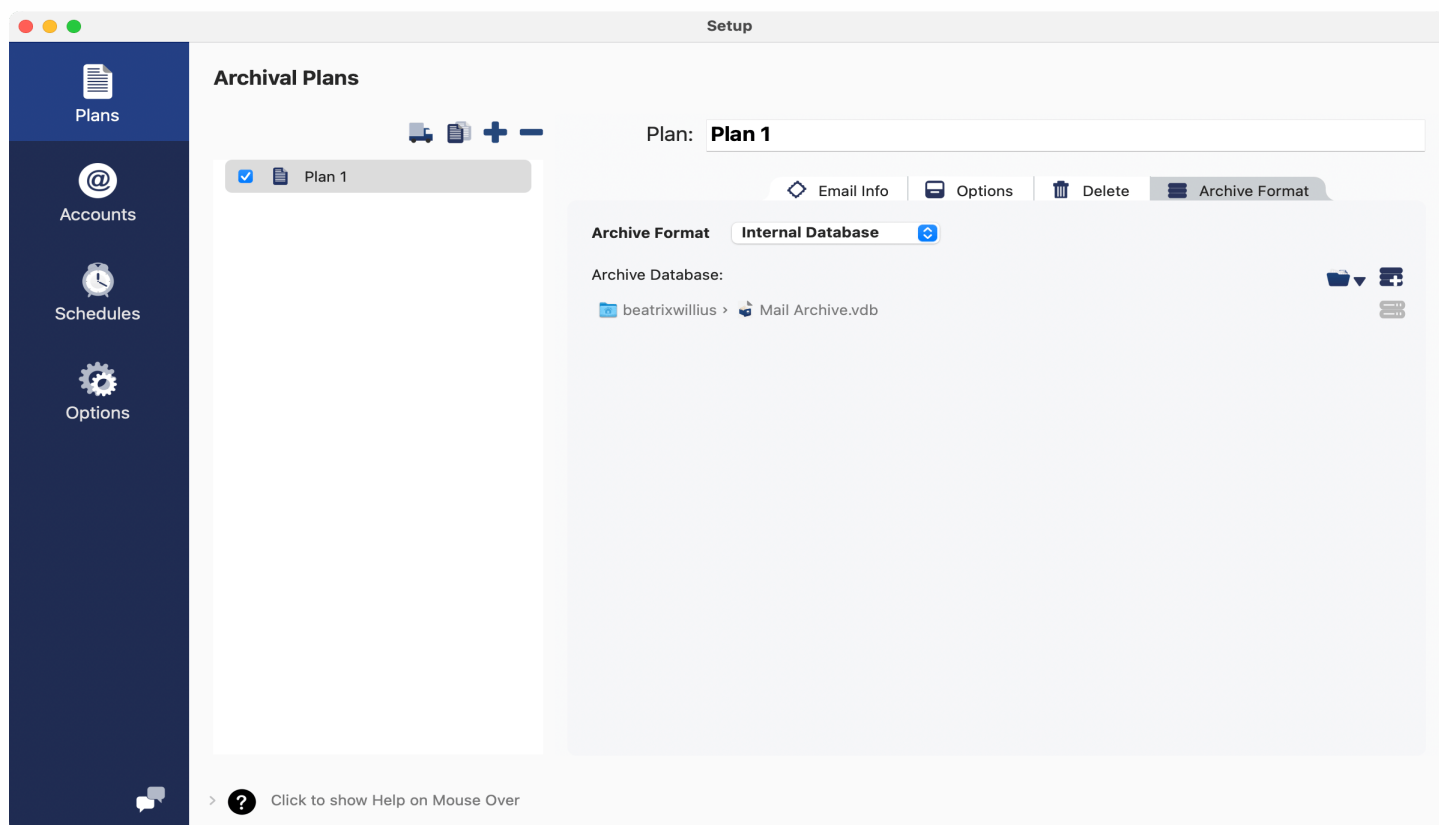 Setup
Plans
Accounts
Schedules
Options
Archival Plans
Plan 1
Plan: Plan 1
Email Info Options Delete Archive Format
Archive Format Internal Database
Archive Database:
beatrixwillius › Mail Archive.vdb
? Click to show Help on Mouse Over